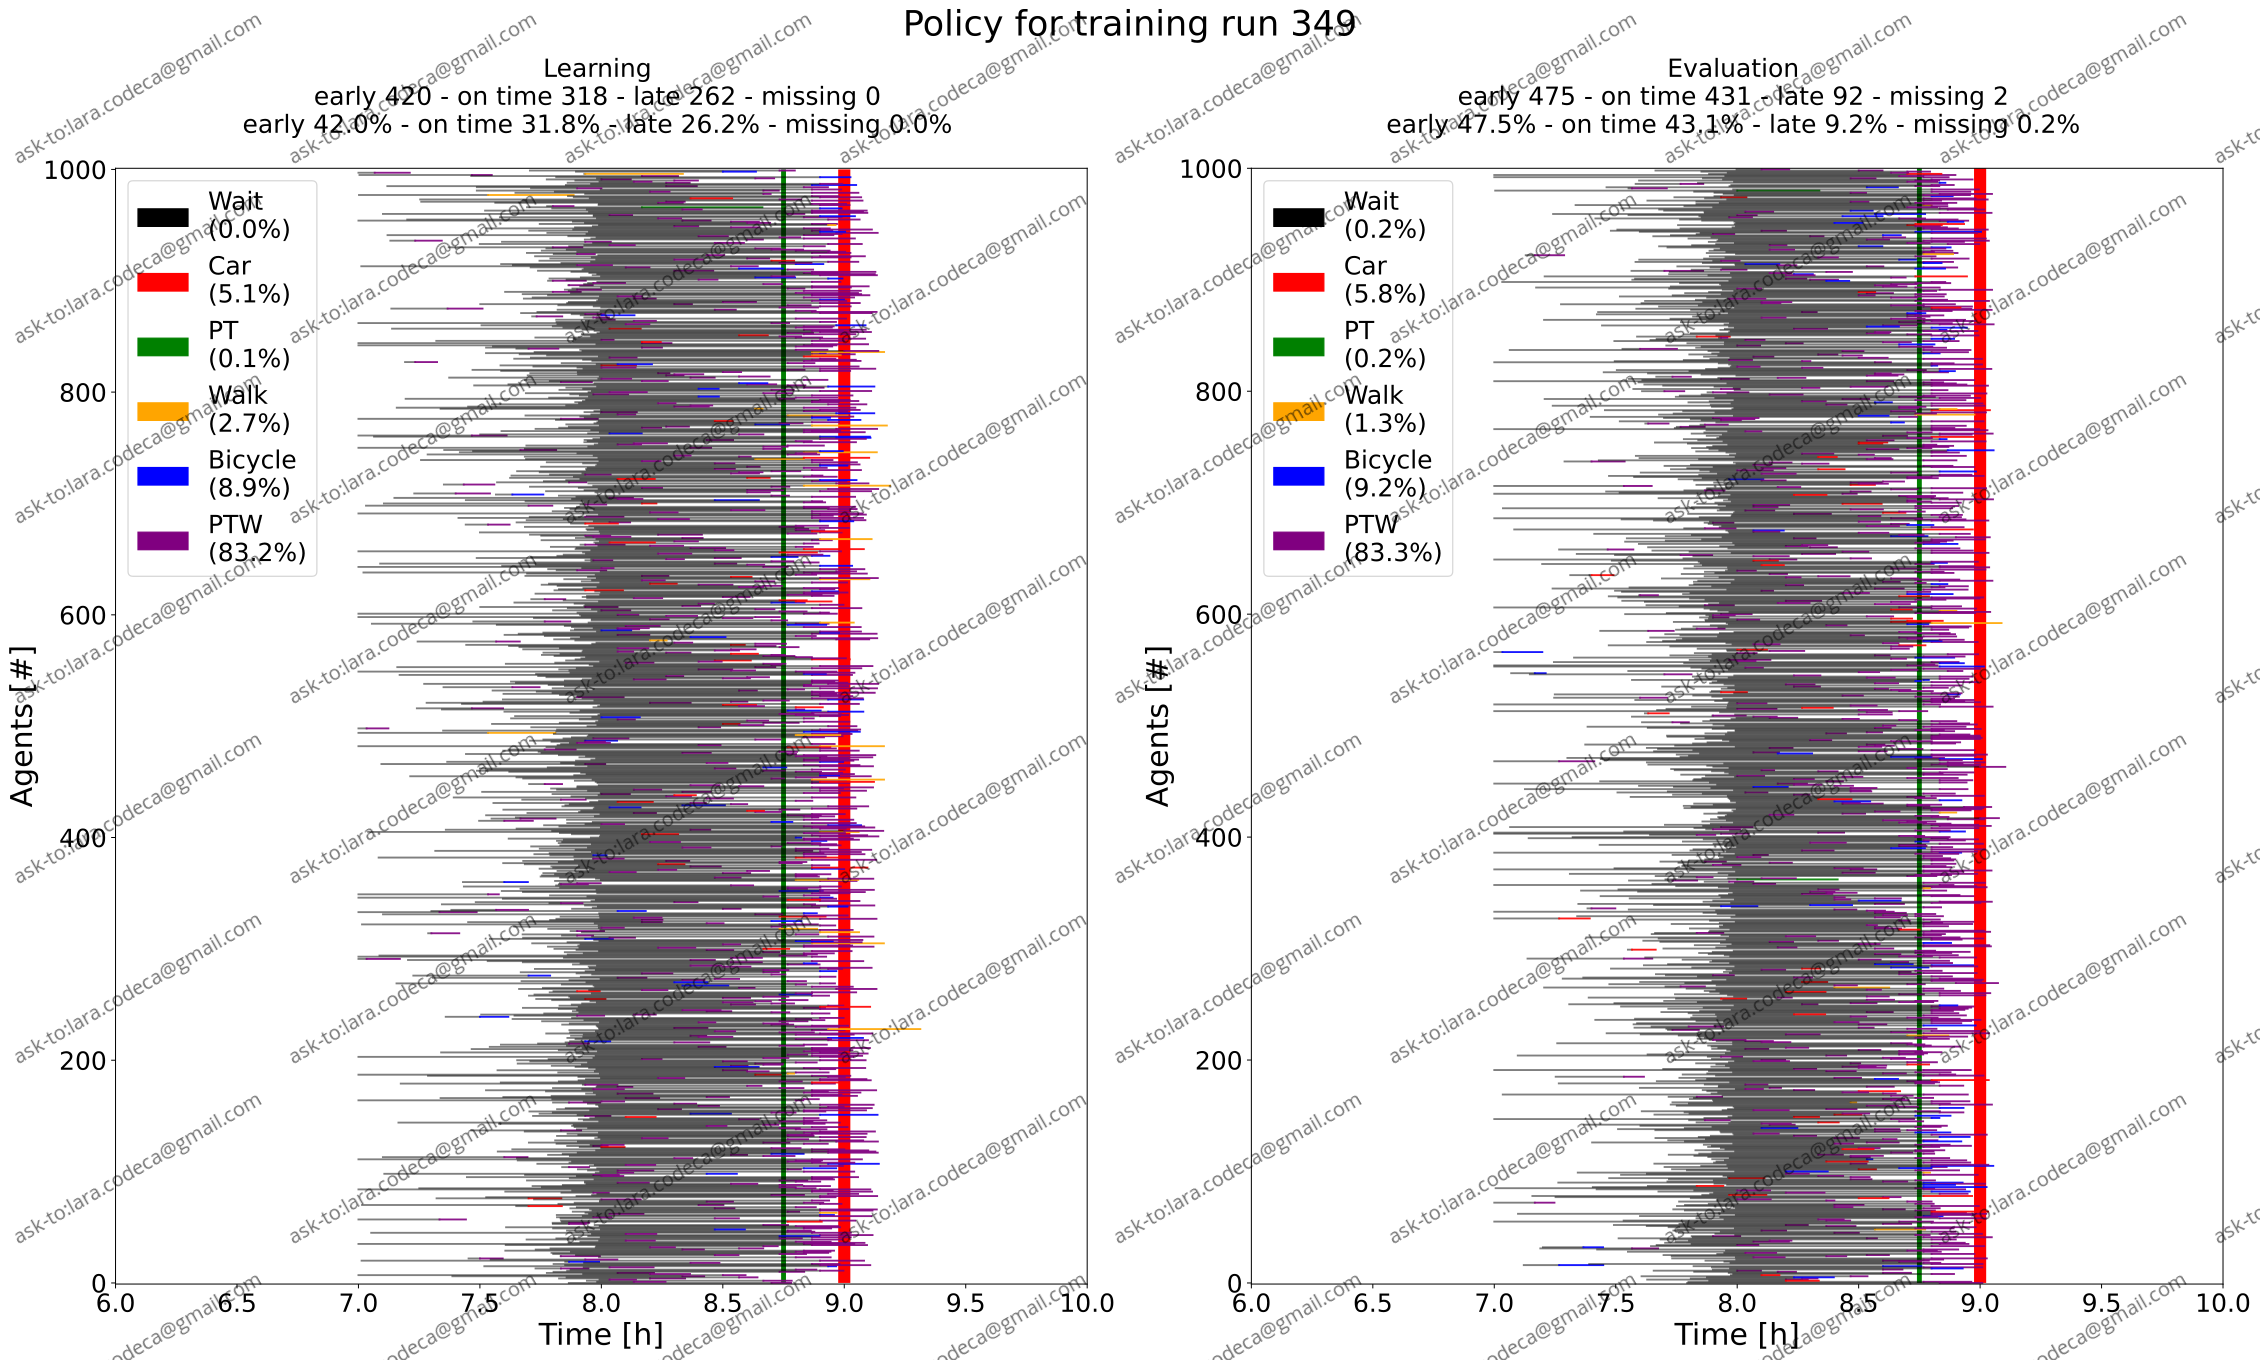 Policy for training run 349
Learning
early 420 - on time 318 - late 262 - missing 0
early 42.0% - on time 31.8% - late 26.2% - missing 0.0%
1000
800
600
400
200
0
Agents [#]
Wait
(0.0%)
Car
(5.1%)
PT
(0.1%)
Walk
(2.7%)
Bicycle
(8.9%)
PTW
(83.2%)
6.0 6.5 7.0 7.5 8.0 8.5 9.0 9.5 10.0
Time [h]
Evaluation
early 475 - on time 431 - late 92 - missing 2
early 47.5% - on time 43.1% - late 9.2% - missing 0.2%
1000
800
600
400
200
0
Agents [#]
Wait
(0.2%)
Car
(5.8%)
PT
(0.2%)
Walk
(1.3%)
Bicycle
(9.2%)
PTW
(83.3%)
6.0 6.5 7.0 7.5 8.0 8.5 9.0 9.5 10.0
Time [h]
ask-to:lara.codeca@gmail.com